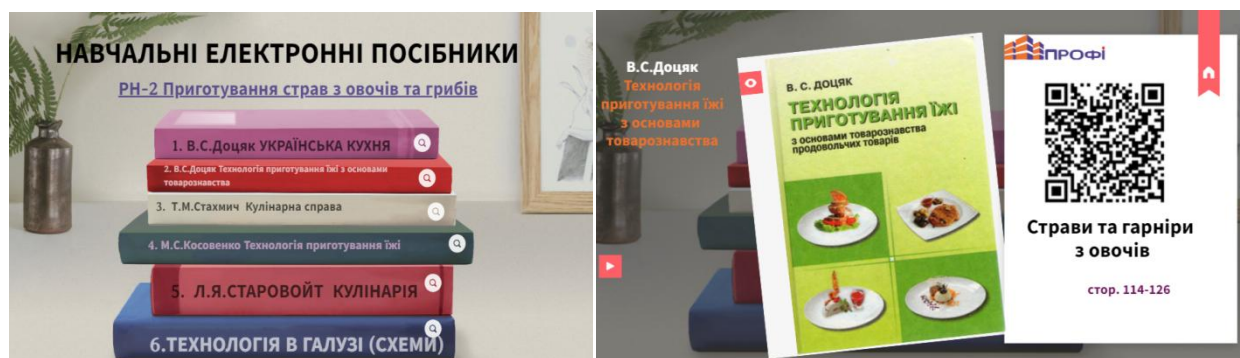 НАВЧАЛЬНІ ЕЛЕКТРОННІ ПОСІБНИКИ
РН-2 Приготування страв з овочів та грибів
1. В.С.Доцяк УКРАЇНСЬКА КУХНЯ
2. В.С.Доцяк Технологія приготування їжі з основами
товарознавства
3. Т.М.Стахмич Кулінарна справа
4. М.С.Косовенко Технологія приготування їжі
5. Л.Я.СТАРОВОЙТ КУЛІНАРІЯ
6.ТЕХНОЛОГІЯ В ГАЛУЗІ (СХЕМИ)
В.С.Доцяк
Технологія
приготування їжі
з основами
товарознавства
В. С. ДОЦЯК
ТЕХНОЛОГІЯ
ПРИГОТУВАННЯ ЇЖІ
з основами товарознавства
продовольчих товарів
ПРОФІ
Страви та гарніри
з овочів
стор. 114-126